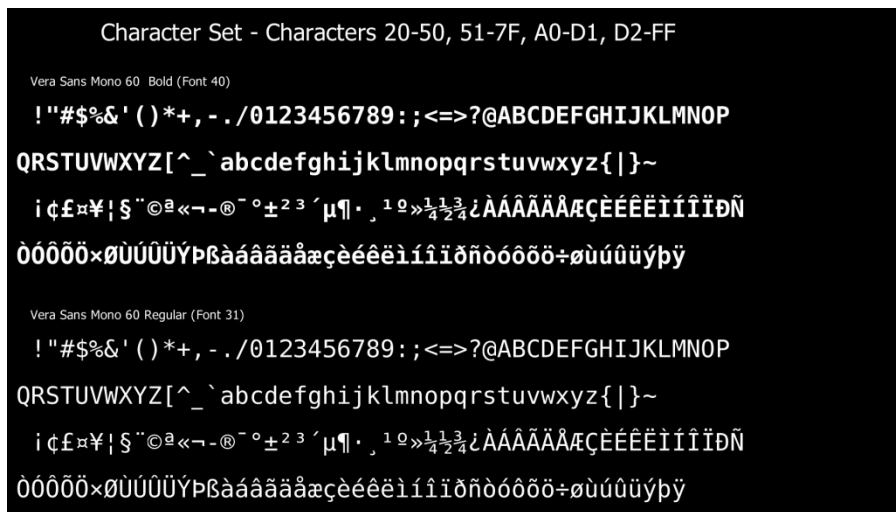 Character Set - Characters 20-50, 51-7F, A0-D1, D2-FF
Vera Sans Mono 60 Bold (Font 40)
!"#$%&'()*+,-./0123456789:;<=>?@ABCDEFGHIJKLMNOP
QRSTUVWXYZ[^_`abcdefghijklmnopqrstuvwxyz{|}~
¡¢£¤¥¦§¨©ª«¬-®¯°±²³´µ¶·¸¹º»¼½¾¿ÀÁÂÃÄÅÆÇÈÉÊËÌÍÎÏÐÑ
ÒÓÔÕÖ×ØÙÚÛÜÝÞßàáâãäåæçèéêëìíîïðñòóôõö÷øùúûüýþÿ
Vera Sans Mono 60 Regular (Font 31)
!"#$%&'()*+,-./0123456789:;<=>?@ABCDEFGHIJKLMNOP
QRSTUVWXYZ[^_`abcdefghijklmnopqrstuvwxyz{|}~
¡¢£¤¥¦§¨©ª«¬-®¯°±²³´µ¶·¸¹º»¼½¾¿ÀÁÂÃÄÅÆÇÈÉÊËÌÍÎÏÐÑ
ÒÓÔÕÖ×ØÙÚÛÜÝÞßàáâãäåæçèéêëìíîïðñòóôõö÷øùúûüýþÿ